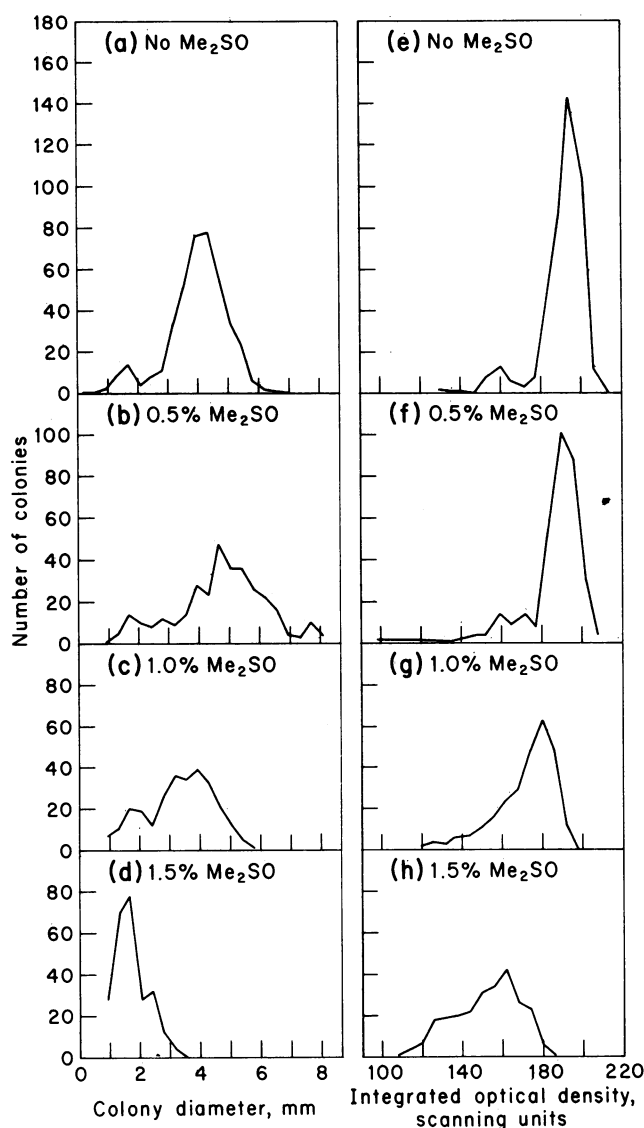 (a) No Me₂SO
180
160
140
120
100
80
60
40
20
0
(e) No Me₂SO
(b) 0.5% Me₂SO
100
80
60
40
20
0
(f) 0.5% Me₂SO
(c) 1.0% Me₂SO
80
60
40
20
0
(g) 1.0% Me₂SO
(d) 1.5% Me₂SO
80
60
40
20
0
(h) 1.5% Me₂SO
Number of colonies
0 2 4 6 8
Colony diameter, mm
100 140 180 220
Integrated optical density,
scanning units